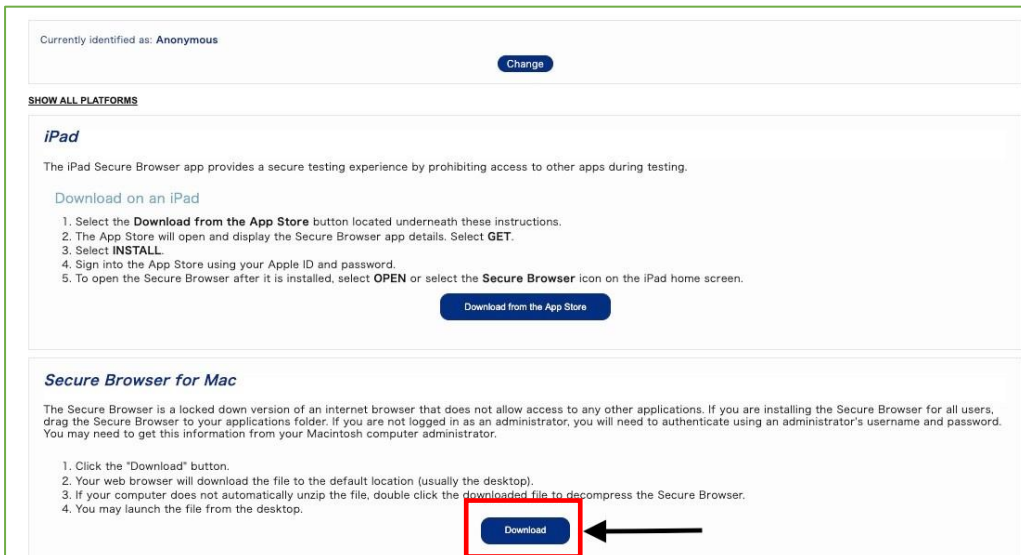 Currently identified as: Anonymous
Change
SHOW ALL PLATFORMS
iPad
The iPad Secure Browser app provides a secure testing experience by prohibiting access to other apps during testing.
Download on an iPad
1. Select the Download from the App Store button located underneath these instructions.
2. The App Store will open and display the Secure Browser app details. Select GET.
3. Select INSTALL.
4. Sign into the App Store using your Apple ID and password.
5. To open the Secure Browser after it is installed, select OPEN or select the Secure Browser icon on the iPad home screen.
Download from the App Store
Secure Browser for Mac
The Secure Browser is a locked down version of an internet browser that does not allow access to any other applications. If you are installing the Secure Browser for all users,
drag the Secure Browser to your applications folder. If you are not logged in as an administrator, you will need to authenticate using an administrator's username and password.
You may need to get this information from your Macintosh computer administrator.
1. Click the "Download" button.
2. Your web browser will download the file to the default location (usually the desktop).
3. If your computer does not automatically unzip the file, double click the downloaded file to decompress the Secure Browser.
4. You may launch the file from the desktop.
Download